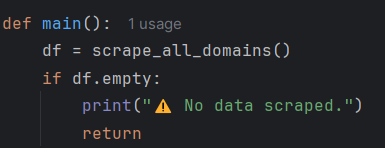 def main():  1 usage
    df = scrape_all_domains()
    if df.empty:
        print("⚠️ No data scraped.")
        return